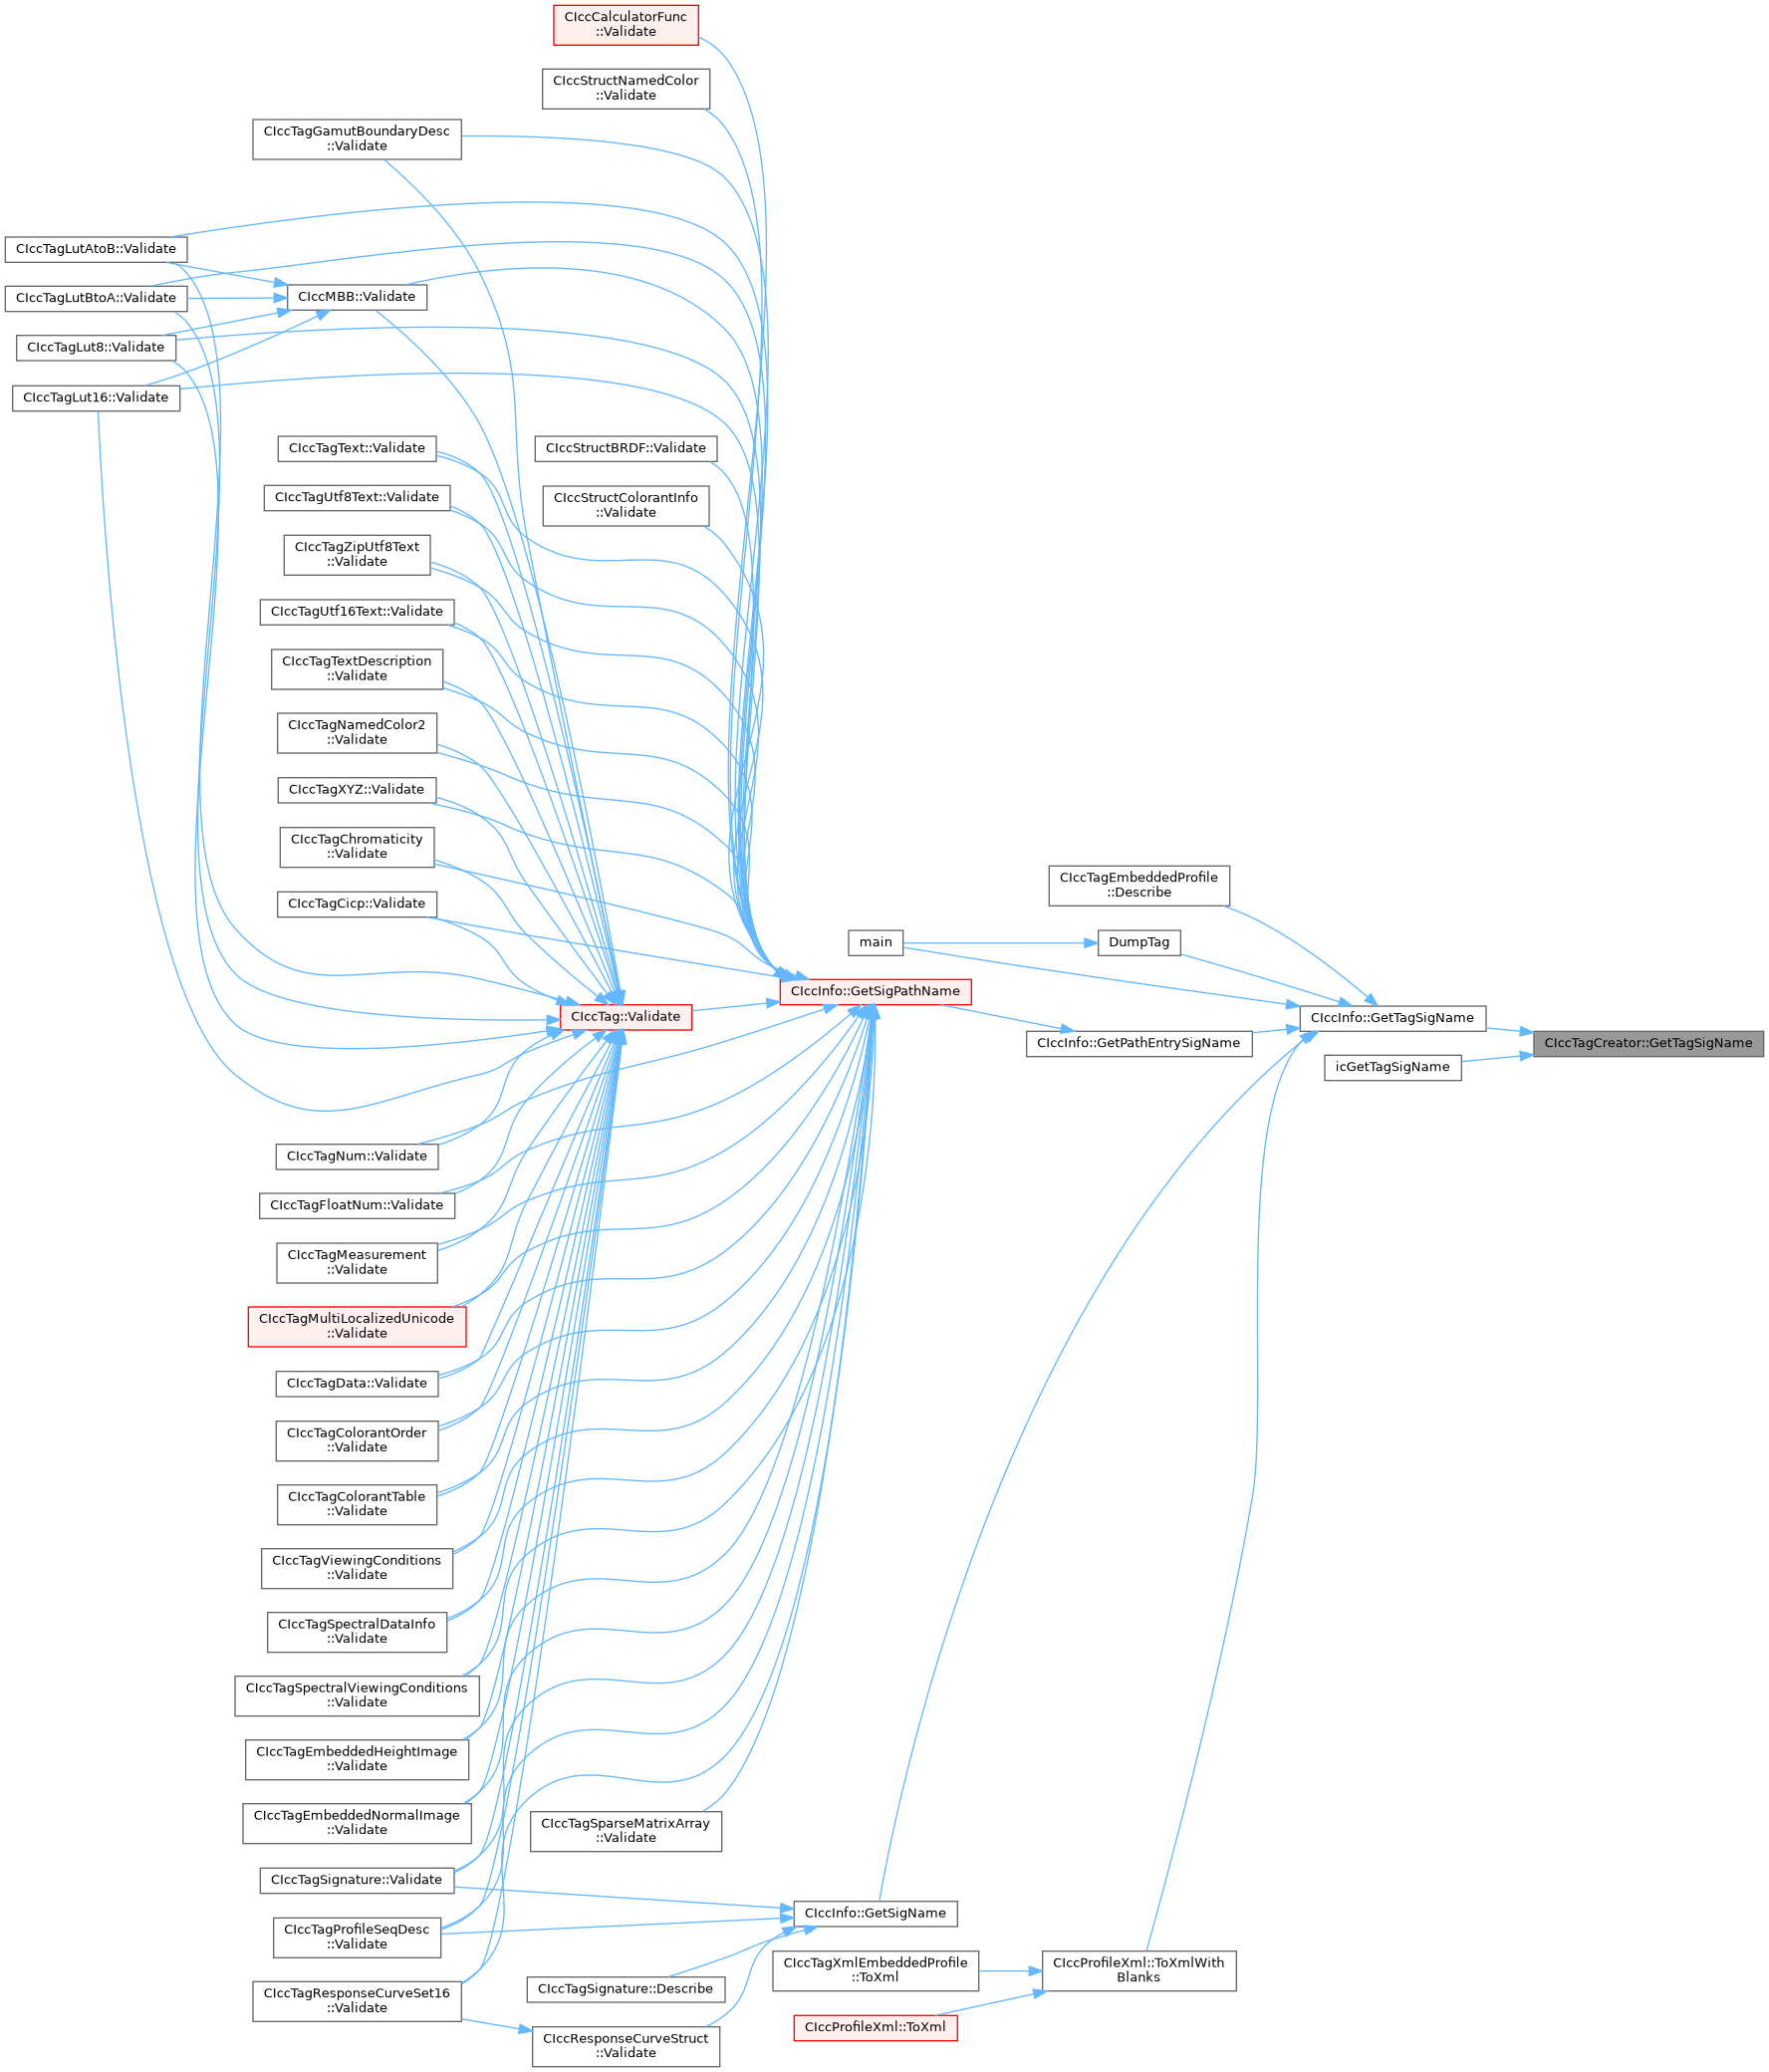 CIccCalculatorFunc
::Validate
CIccStructNamedColor
::Validate
CIccTagGamutBoundaryDesc
::Validate
CIccTagLutAtoB::Validate
CIccTagLutBtoA::Validate
CIccMBB::Validate
CIccTagLut8::Validate
CIccTagLut16::Validate
CIccTagText::Validate
CIccStructBRDF::Validate
CIccTagUtf8Text::Validate
CIccStructColorantInfo
::Validate
CIccTagZipUtf8Text
::Validate
CIccTagUtf16Text::Validate
CIccTagTextDescription
::Validate
CIccTagNamedColor2
::Validate
CIccTagXYZ::Validate
CIccTagChromaticity
::Validate
CIccTagCicp::Validate
CIccTagEmbeddedProfile
::Describe
main
DumpTag
CIccInfo::GetSigPathName
CIccTag::Validate
CIccInfo::GetTagSigName
CIccInfo::GetPathEntrySigName
CIccTagCreator::GetTagSigName
icGetTagSigName
CIccTagNum::Validate
CIccTagFloatNum::Validate
CIccTagMeasurement
::Validate
CIccTagMultiLocalizedUnicode
::Validate
CIccTagData::Validate
CIccTagColorantOrder
::Validate
CIccTagColorantTable
::Validate
CIccTagViewingConditions
::Validate
CIccTagSpectralDataInfo
::Validate
CIccTagSpectralViewingConditions
::Validate
CIccTagEmbeddedHeightImage
::Validate
CIccTagEmbeddedNormalImage
::Validate
CIccTagSparseMatrixArray
::Validate
CIccTagSignature::Validate
CIccInfo::GetSigName
CIccTagProfileSeqDesc
::Validate
CIccTagXmlEmbeddedProfile
::ToXml
CIccProfileXml::ToXmlWith
Blanks
CIccTagSignature::Describe
CIccTagResponseCurveSet16
::Validate
CIccProfileXml::ToXml
CIccResponseCurveStruct
::Validate